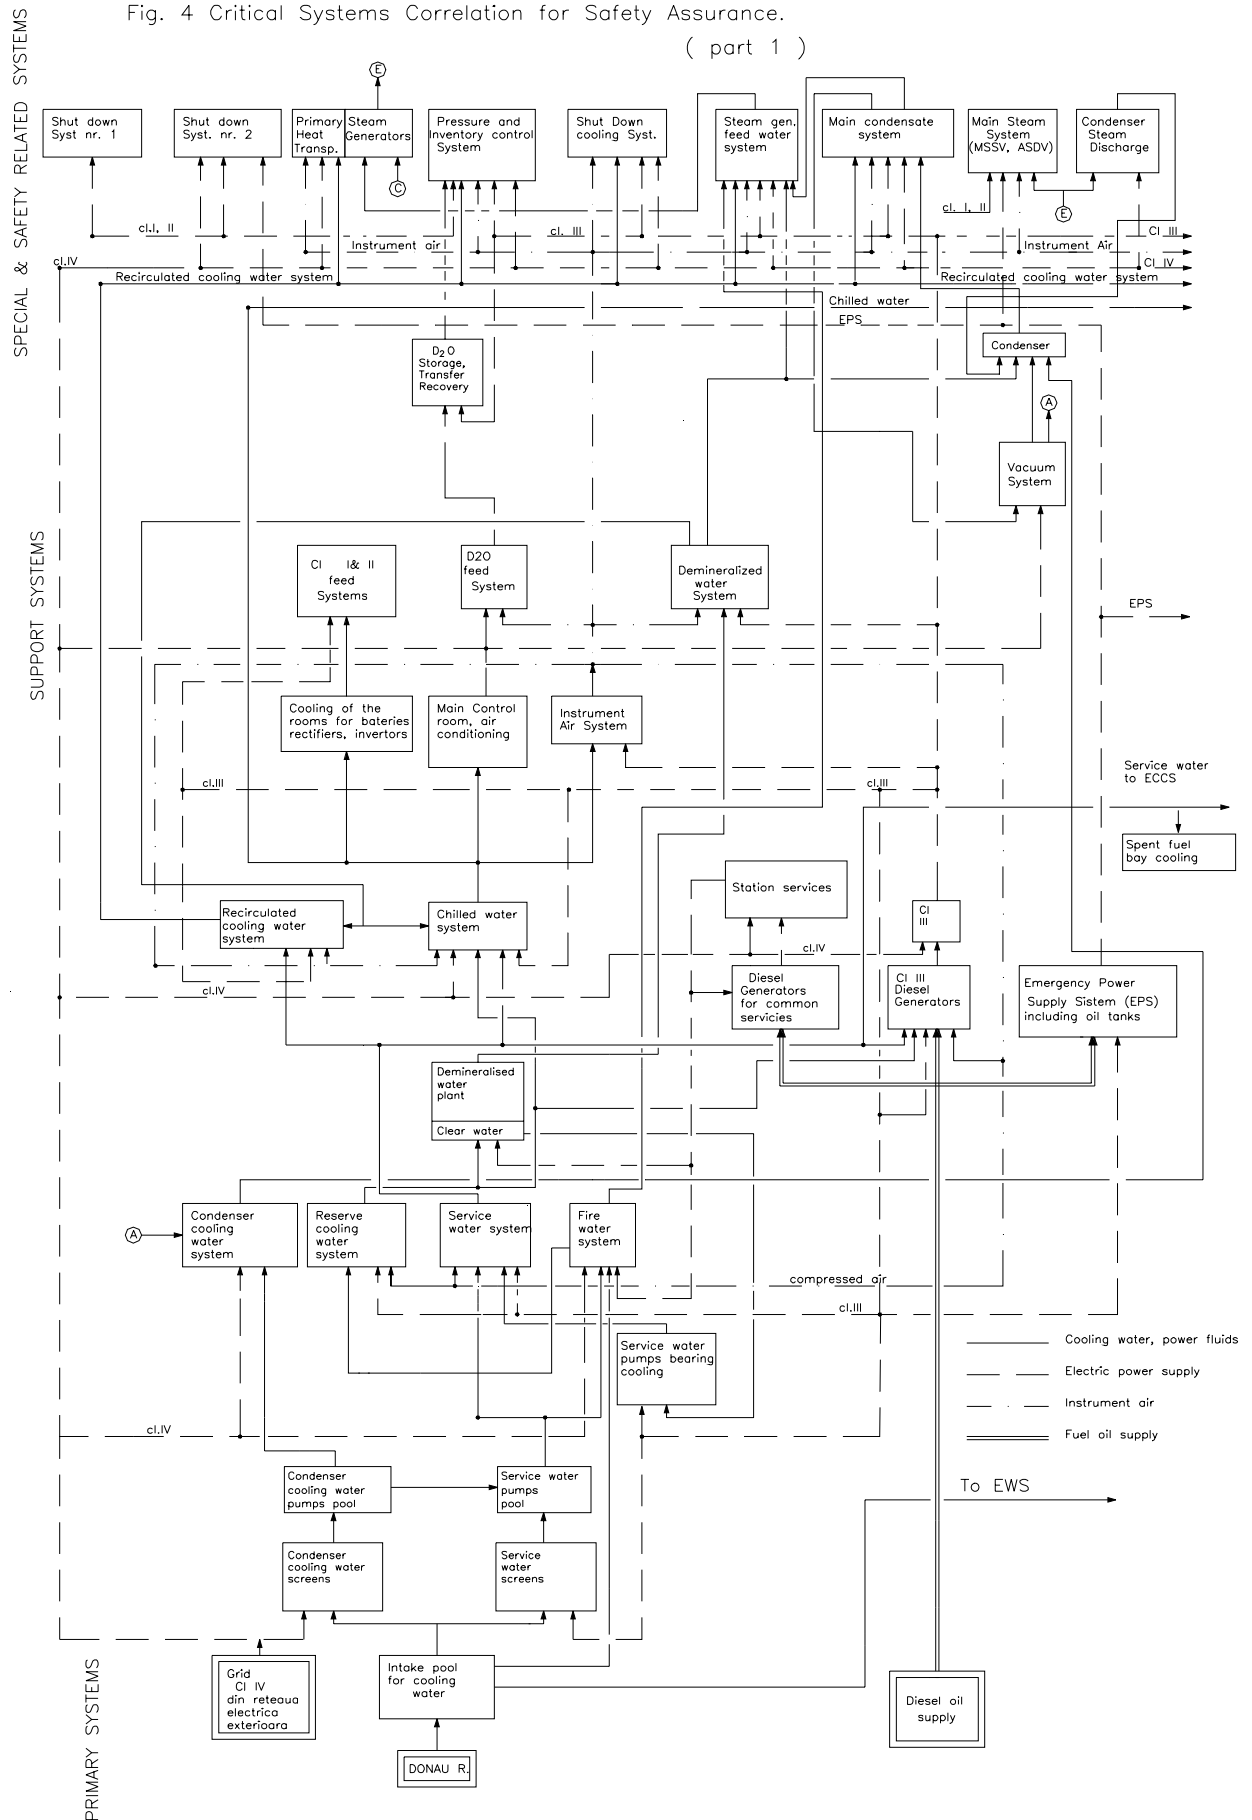 Fig. 4 Critical Systems Correlation for Safety Assurance.
( part 1 )
SPECIAL & SAFETY RELATED SYSTEMS
SUPPORT SYSTEMS
PRIMARY SYSTEMS
E
Shut down
Syst nr. 1
Shut down
Syst. nr. 2
Primary
Heat
Transp.
Steam
Generators
Pressure and
Inventory control
System
Shut Down
cooling Syst.
Steam gen.
feed water
system
Main condensate
system
Main Steam
System
(MSSV, ASDV)
Condenser
Steam
Discharge
C
cl. I, II
E
cl.I, II
cl. III
Cl III
Instrument air
Instrument Air
cl.IV
Cl IV
Recirculated cooling water system
Recirculated cooling water system
Chilled water
EPS
D2O
Storage,
Transfer
Recovery
Condenser
A
Vacuum
System
Cl I& II
feed
Systems
D2O
feed
System
Demineralized
water
System
EPS
Cooling of the
rooms for bateries
rectifiers, invertors
Main Control
room, air
conditioning
Instrument
Air System
Service water
to ECCS
cl.III
cl.III
Spent fuel
bay cooling
Station services
Recirculated
cooling water
system
Chilled water
system
Cl
III
cl.IV
cl.IV
Diesel
Generators
for common
servicies
Cl III
Diesel
Generators
Emergency Power
Supply Sistem (EPS)
including oil tanks
Demineralised
water
plant
Clear water
A
Condenser
cooling
water
system
Reserve
cooling
water
system
Service
water system
Fire
water
system
compressed air
cl.III
Service water
pumps bearing
cooling
Cooling water, power fluids
Electric power supply
Instrument air
Fuel oil supply
cl.IV
Condenser
cooling water
pumps pool
Service water
pumps
pool
To EWS
Condenser
cooling water
screens
Service
water
screens
Grid
Cl IV
din reteaua
electrica
exterioara
Intake pool
for cooling
water
Diesel oil
supply
DONAU R.